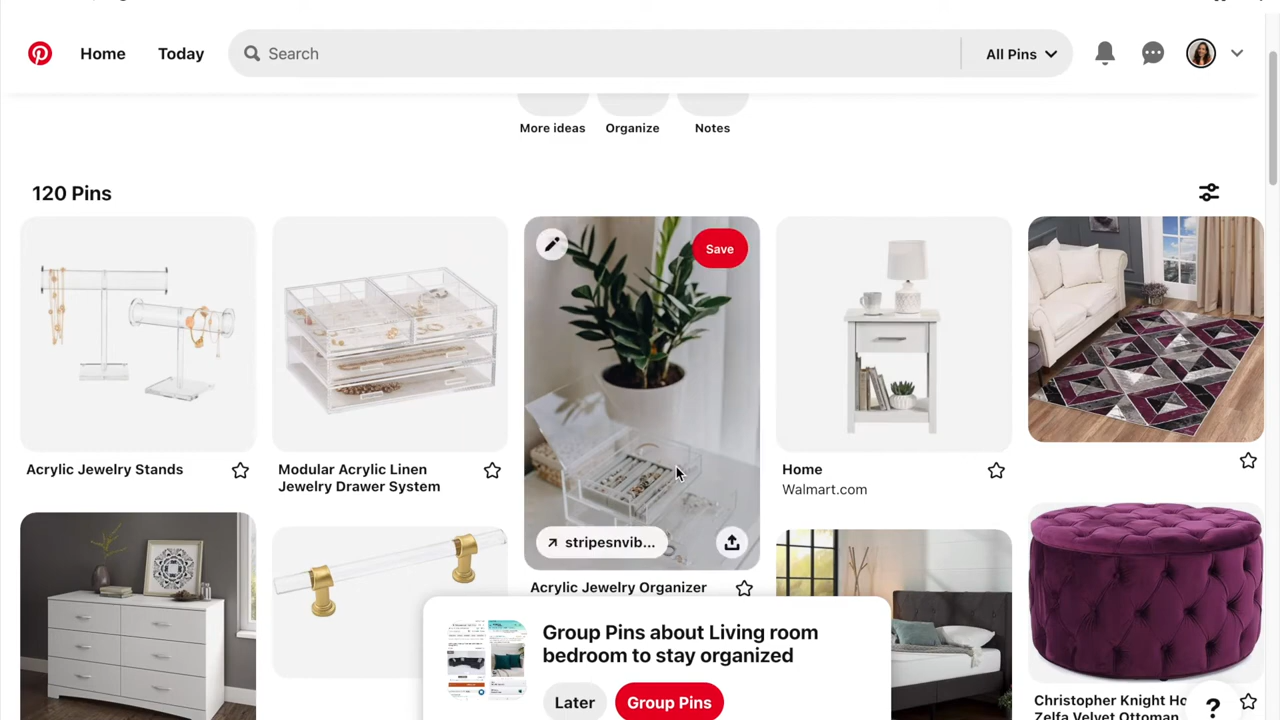 Home
Today
Search
All Pins
More ideas
Organize
Notes
120 Pins
Save
stripesnvib...
Acrylic Jewelry Stands
Modular Acrylic Linen
Jewelry Drawer System
Acrylic Jewelry Organizer
Home
Walmart.com
Group Pins about Living room
bedroom to stay organized
Later
Group Pins
Christopher Knight Ho
Zelfa Velvet Ottoman
?